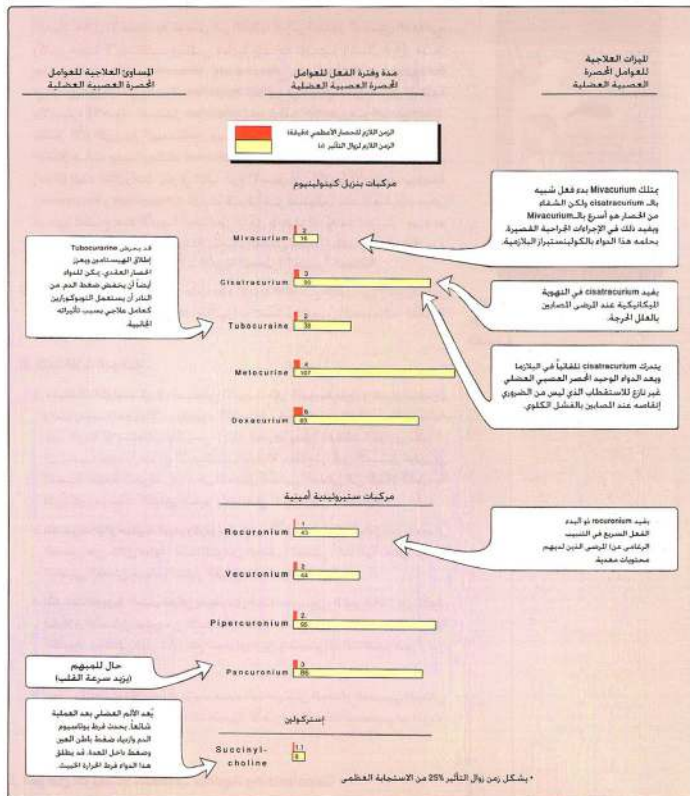 الميزات العلاجية
للعوامل المحصرة
العصبية العضلية
مدة وفترة الفعل للعوامل
المحصرة العصبية العضلية
المساوئ العلاجية للعوامل
المحصرة العصبية العضلية
الزمن اللازم للحصار الأعظمي (دقيقة)
الزمن اللازم لزوال التأثير (د)
مركبات بنزيل كينولينيوم
يمتلك Mivacurium بدء فعل شبيه
بالـ cisatracurium ولكن الشفاء
من الحصار هو أسرع بالـ Mivacurium
ويفيد ذلك في الإجراءات الجراحية القصيرة.
يحلمه هذا الدواء بالكولينستيراز البلازمية.
Mivacurium 2
16
قد يحرض Tubocurarine
إطلاق الهيستامين ويعزز
الحصار العقدي. يمكن للدواء
أيضاً أن يخفض ضغط الدم. من
النادر أن يستعمل التوبوكورارين
كعامل علاجي بسبب تأثيراته
الجانبية.
Cisatracurium 3
90
يفيد cisatracurium في التهوية
الميكانيكية عند المرضى المصابين
بالعلل الحرجة.
Tubocuraine 2
38
يتدرك cisatracurium تلقائياً في البلازما
ويعد الدواء الوحيد المحصر العصبي العضلي
غير نازع للاستقطاب الذي ليس من الضروري
إنقاصه عند المصابين بالفشل الكلوي.
Metocurine 4
107
Doxacurium 6
83
مركبات ستيروئيدية أمينية
Rocuronium 1
43
يفيد rocuronium ذو البدء
الفعل السريع في التنبيب
الرغامى عن المرضى الذين لديهم
محتويات معدية.
Vecuronium 2
44
Pipercuronium 2
95
حال للمبهم
(يزيد سرعة القلب)
Pancuronium 3
86
إستركولين
يُعد الألم العضلي بعد العملية
شائعاً. يحدث فرط بوتاسيوم
الدم وازدياد ضغط باطن العين
وضغط داخل المعدة. قد يطلق
هذا الدواء فرط الحرارة الخبيث.
Succinyl-
choline 1.1
8
• يشكل زمن زوال التأثير 25% من الاستجابة العظمى